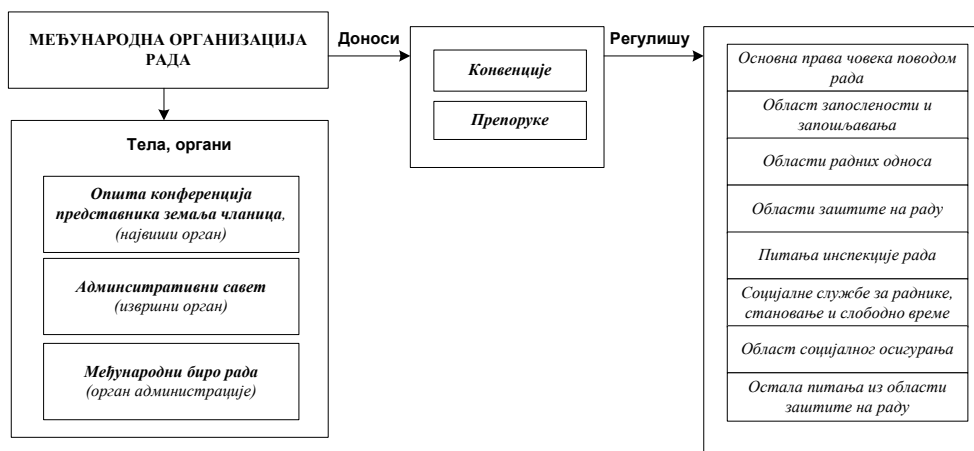 МЕЂУНАРОДНА ОРГАНИЗАЦИЈА
РАДА
Доноси
Регулишу
Тела, органи
Општа конференција
представника земаља чланица,
(највиши орган)
Админситративни савет
(извршни орган)
Међународни биро рада
(орган администрације)
Конвенције
Препоруке
Основна права човека поводом
рада
Област запослености и
запошљавања
Области радних односа
Области заштите на раду
Питања инспекције рада
Социјалне службе за раднике,
становање и слободно време
Област социјалног осигурања
Остала питања из области
заштите на раду